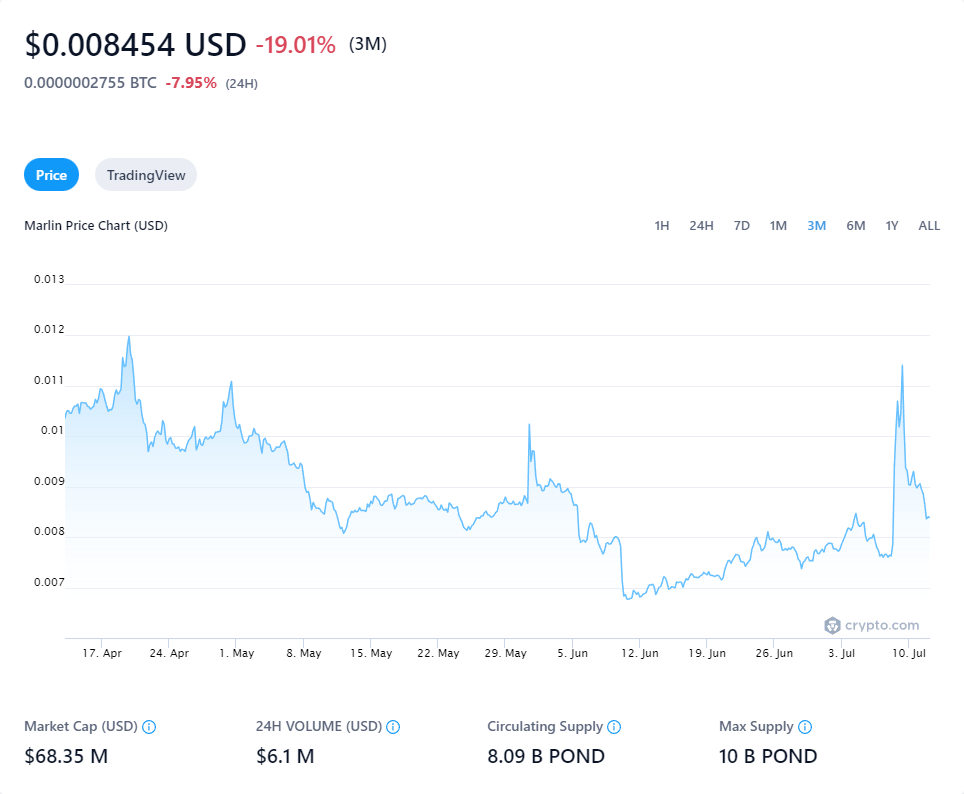 $0.008454 USD -19.01% (3M)
0.0000002755 BTC -7.95% (24H)
Price TradingView
Marlin Price Chart (USD) 1H 24H 7D 1M 3M 6M 1Y ALL
0.013
0.012
0.011
0.01
0.009
0.008
0.007
crypto.com
17. Apr 24. Apr 1. May 8. May 15. May 22. May 29. May 5. Jun 12. Jun 19. Jun 26. Jun 3. Jul 10. Jul
Market Cap (USD) 24H VOLUME (USD) Circulating Supply Max Supply
$68.35 M $6.1 M 8.09 B POND 10 B POND